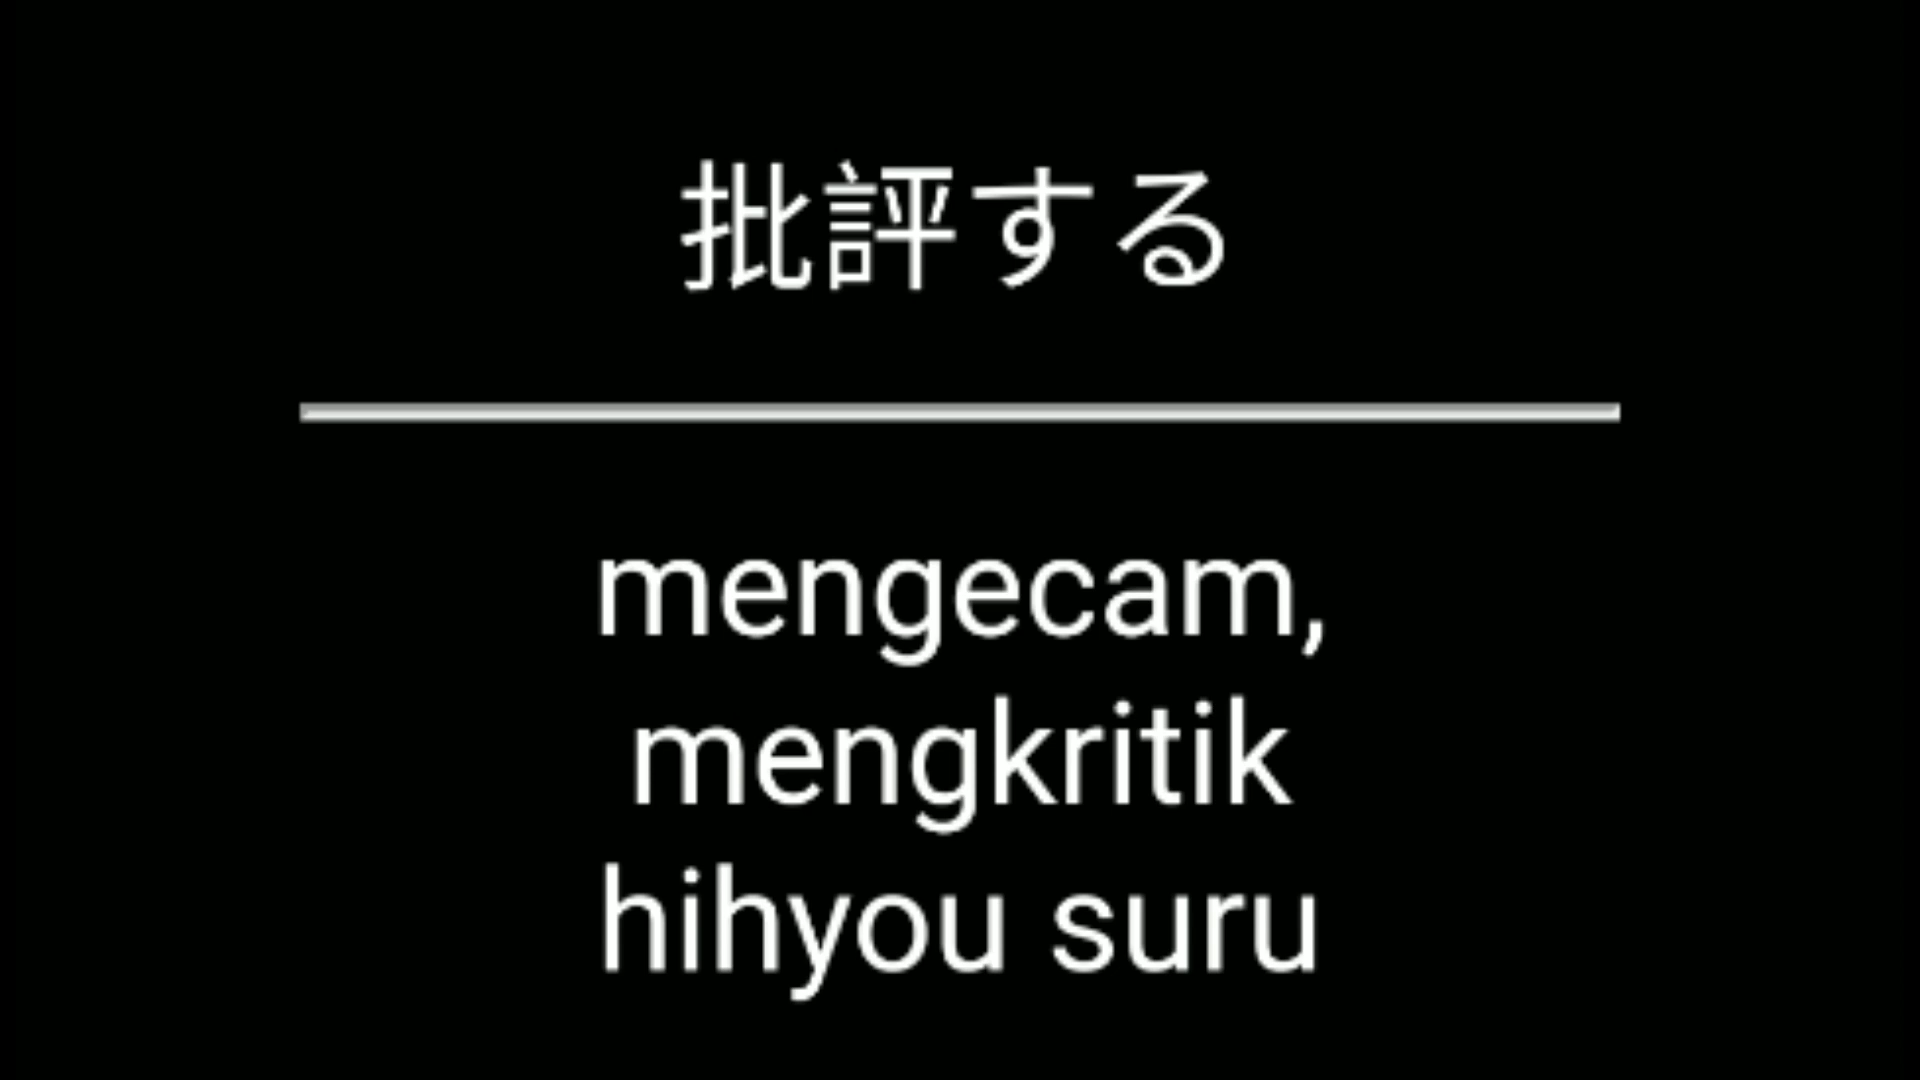 批評する
mengecam,
mengkritik
hihyou suru